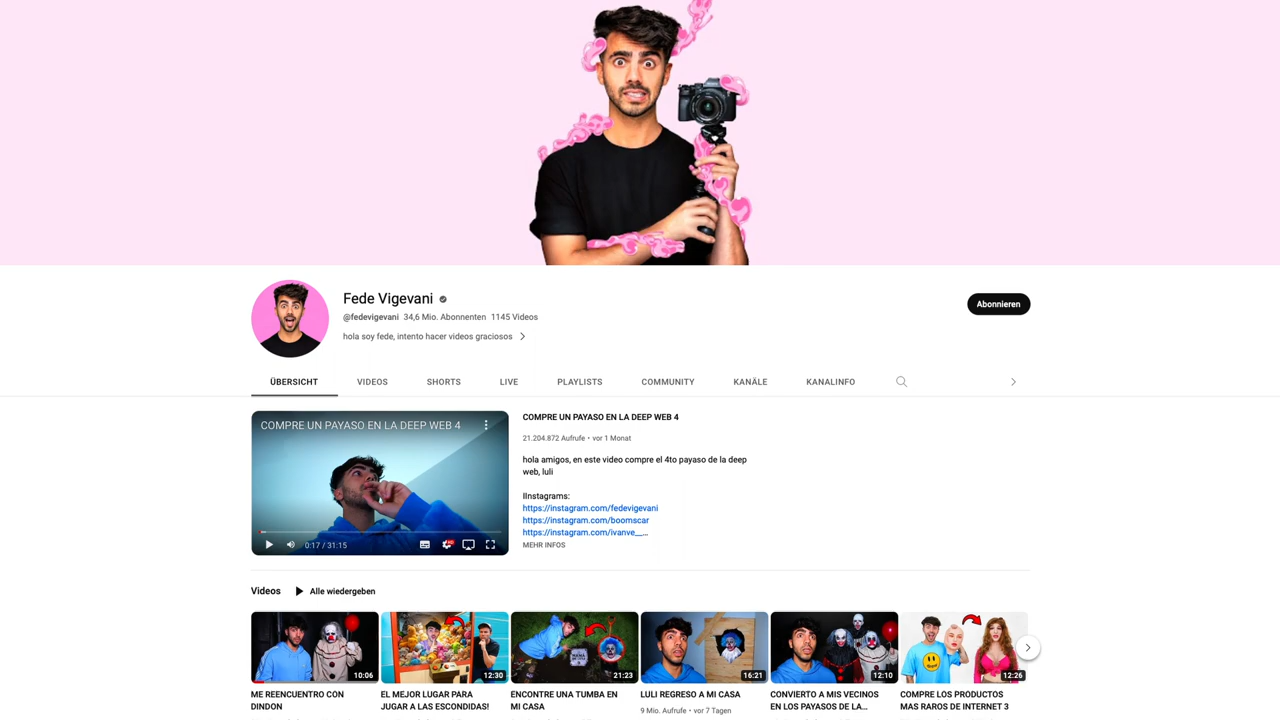 Fede Vigevani
@fedevigevani 34,6 Mio. Abonnenten 1145 Videos
hola soy fede, intento hacer videos graciosos
Abonnieren
ÜBERSICHT VIDEOS SHORTS LIVE PLAYLISTS COMMUNITY KANÄLE KANALINFO
COMPRE UN PAYASO EN LA DEEP WEB 4
0:17 / 31:15
COMPRE UN PAYASO EN LA DEEP WEB 4
21.204.872 Aufrufe • vor 1 Monat
hola amigos, en este video compre el 4to payaso de la deep
web, luli
IInstagrams:
https://instagram.com/fedevigevani
https://instagram.com/boomscar
https://instagram.com/ivanve__...
MEHR INFOS
Videos Alle wiedergeben
10:06
ME REENCUENTRO CON
DINDON
12:30
EL MEJOR LUGAR PARA
JUGAR A LAS ESCONDIDAS!
21:23
ENCONTRE UNA TUMBA EN
MI CASA
16:21
LULI REGRESO A MI CASA
9 Mio. Aufrufe • vor 7 Tagen
12:10
CONVIERTO A MIS VECINOS
EN LOS PAYASOS DE LA...
12:26
COMPRE LOS PRODUCTOS
MAS RAROS DE INTERNET 3